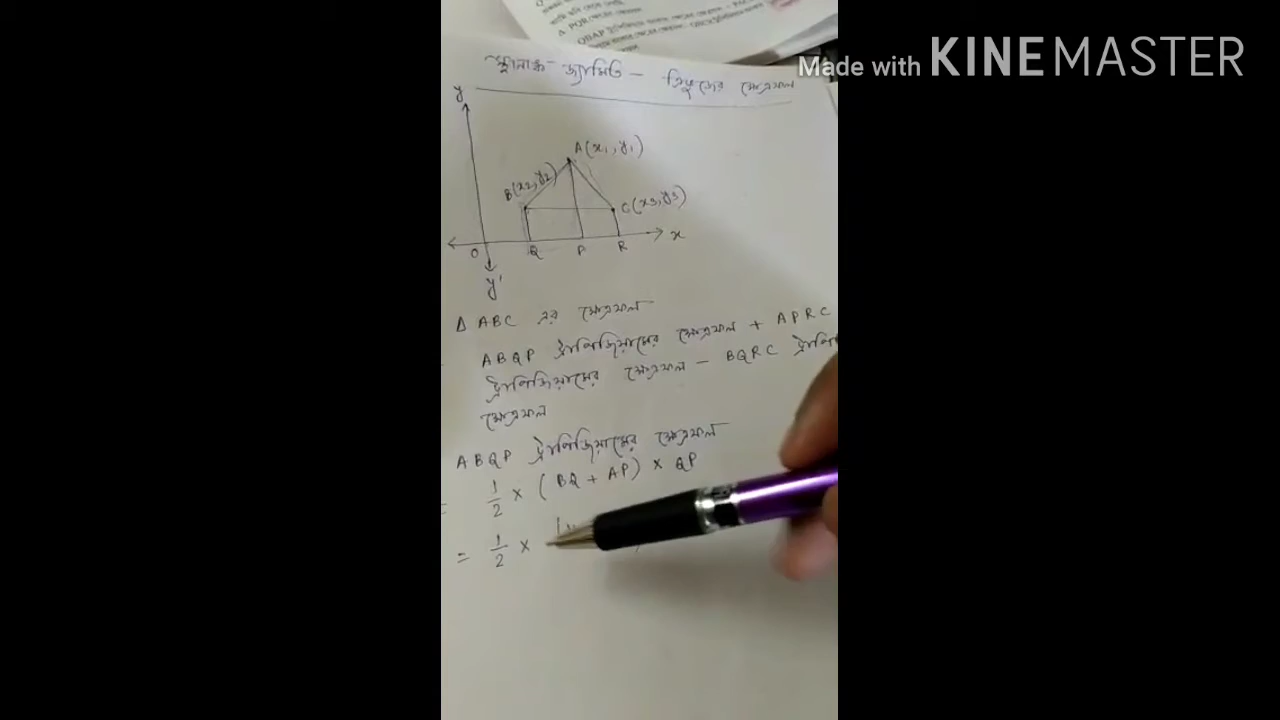 Δ PQR
Made with KINEMASTER
স্থানাঙ্ক জ্যামিতি – ত্রিভুজের ক্ষেত্রফল
y
A(x₁, y₁)
B(x₂, y₂)
C(x₃, y₃)
O Q P R x
y'
Δ ABC এর ক্ষেত্রফল
ABQP ট্রাপিজিয়ামের ক্ষেত্রফল + APRC
ট্রাপিজিয়ামের ক্ষেত্রফল – BQRC
ক্ষেত্রফল
ABQP ট্রাপিজিয়ামের ক্ষেত্রফল
= 1/2 × (BQ + AP) × QP
= 1/2 ×